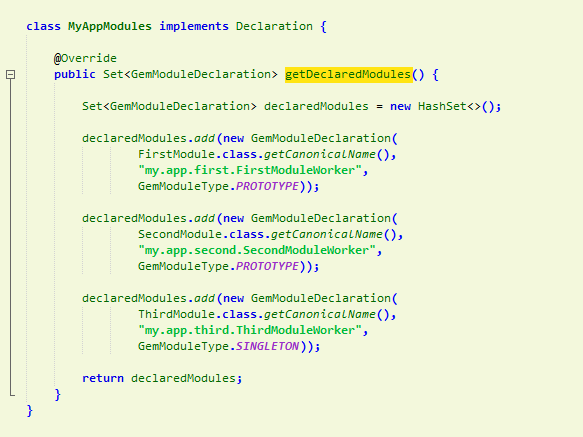 class MyAppModules implements Declaration {
@Override
public Set<GemModuleDeclaration> getDeclaredModules() {
Set<GemModuleDeclaration> declaredModules = new HashSet<>();
declaredModules.add(new GemModuleDeclaration(
FirstModule.class.getCanonicalName(),
"my.app.first.FirstModuleWorker",
GemModuleType.PROTOTYPE));
declaredModules.add(new GemModuleDeclaration(
SecondModule.class.getCanonicalName(),
"my.app.second.SecondModuleWorker",
GemModuleType.PROTOTYPE));
declaredModules.add(new GemModuleDeclaration(
ThirdModule.class.getCanonicalName(),
"my.app.third.ThirdModuleWorker",
GemModuleType.SINGLETON));
return declaredModules;
}
}